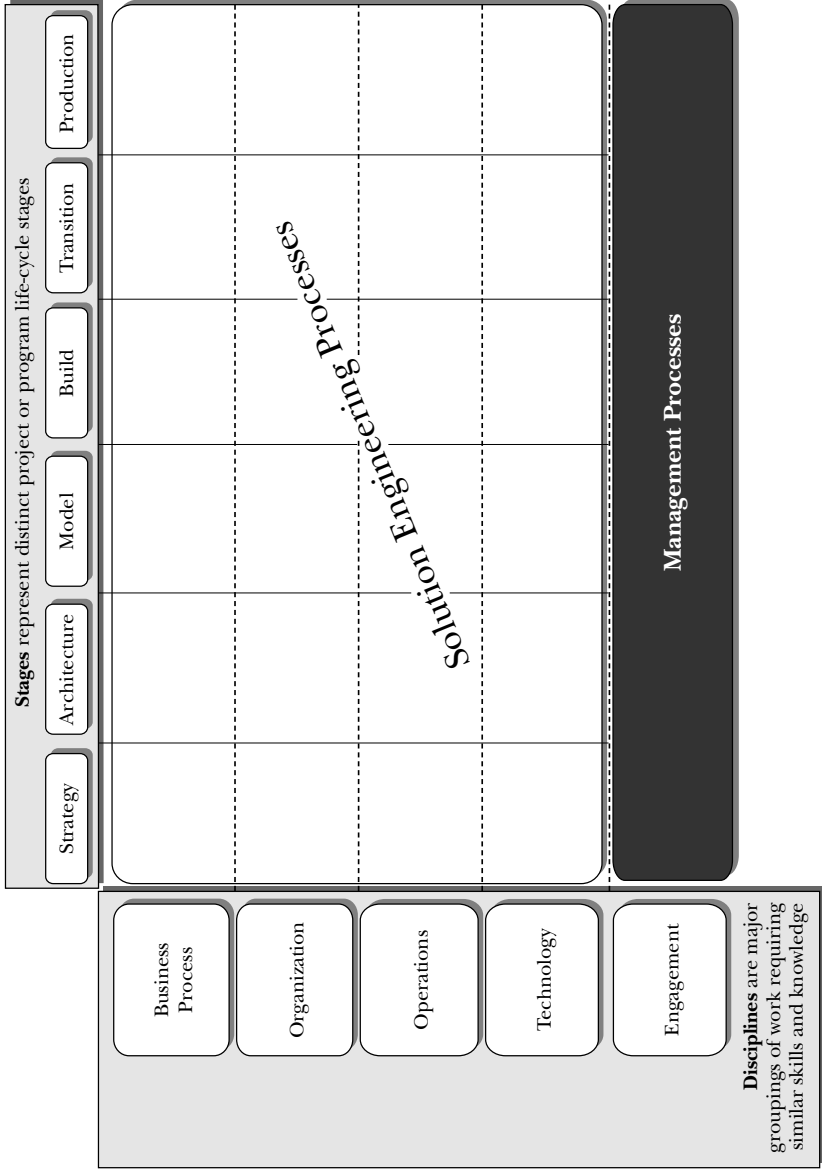 Stages represent distinct project or program life-cycle stages
Strategy
Architecture
Model
Build
Transition
Production
Business
Process
Organization
Operations
Technology
Engagement
Solution Engineering Processes
Management Processes
Disciplines are major
groupings of work requiring
similar skills and knowledge